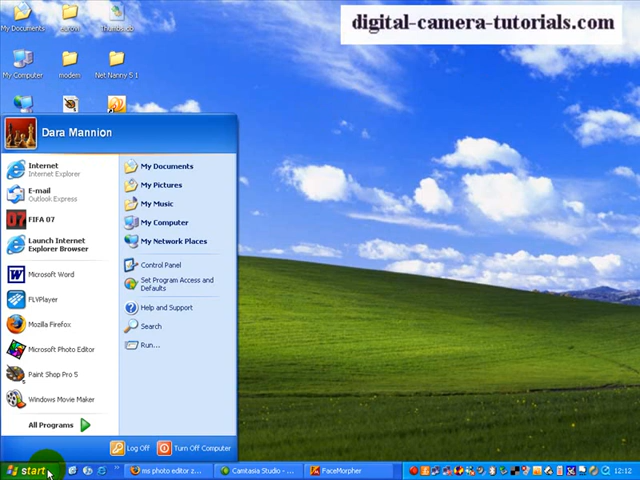 digital-camera-tutorials.com
My Documents
Thumbs.db
My Computer
modem
Net Nanny 5.1
Dara Mannion
Internet
Internet Explorer
E-mail
Outlook Express
FIFA 07
Launch Internet
Explorer Browser
Microsoft Word
FLVPlayer
Mozilla Firefox
Microsoft Photo Editor
Paint Shop Pro 5
Windows Movie Maker
All Programs
My Documents
My Pictures
My Music
My Computer
My Network Places
Control Panel
Set Program Access and
Defaults
Help and Support
Search
Run...
Log Off
Turn Off Computer
start
ms photo editor z...
Camtasia Studio - ...
FaceMorpher
12:12